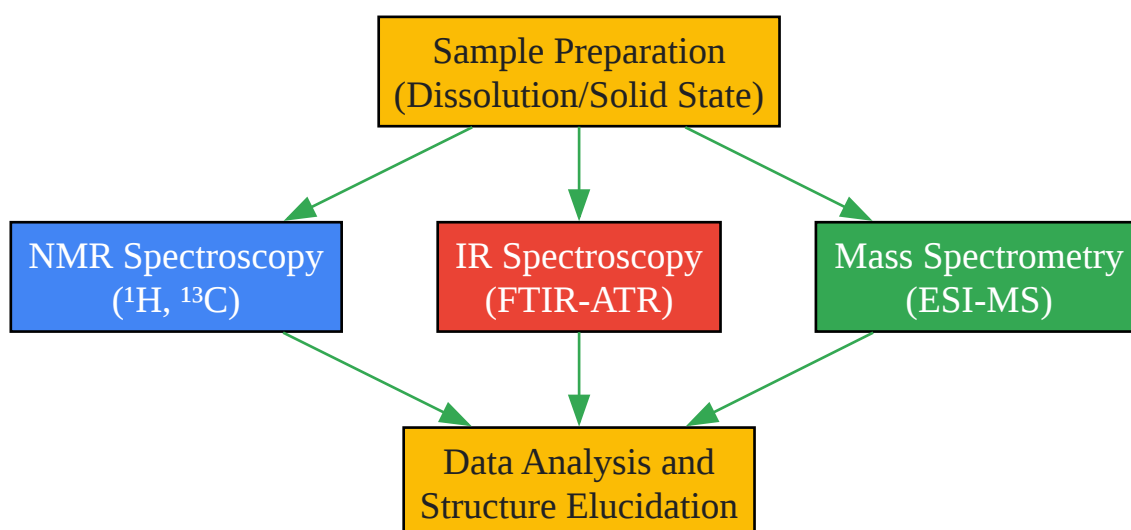 Sample Preparation
(Dissolution/Solid State)
NMR Spectroscopy
(¹H, ¹³C)
IR Spectroscopy
(FTIR-ATR)
Mass Spectrometry
(ESI-MS)
Data Analysis and
Structure Elucidation